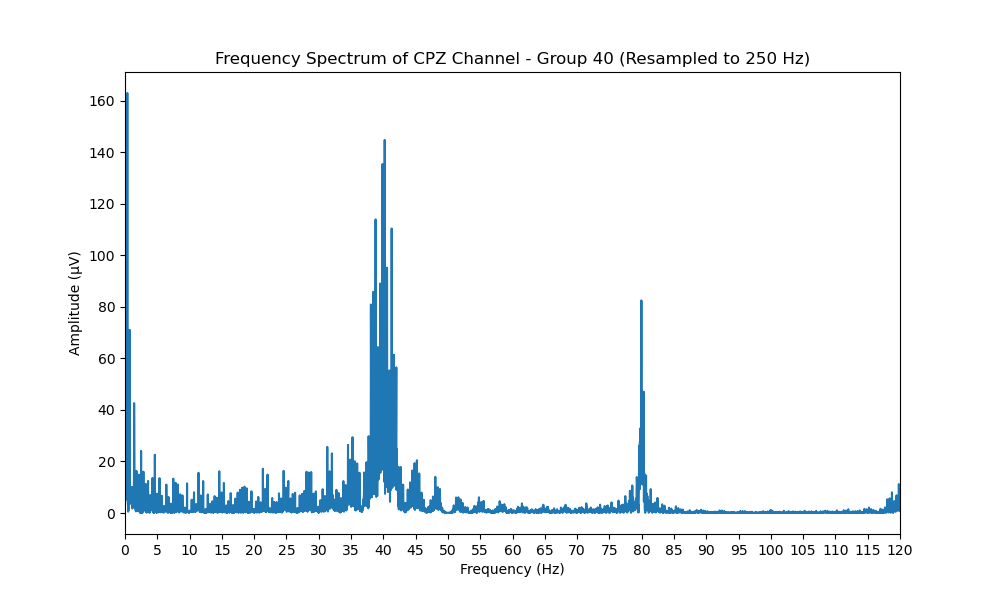 Frequency Spectrum of CPZ Channel - Group 40 (Resampled to 250 Hz)
Amplitude (µV)
160
140
120
100
80
60
40
20
0
0 5 10 15 20 25 30 35 40 45 50 55 60 65 70 75 80 85 90 95 100 105 110 115 120
Frequency (Hz)